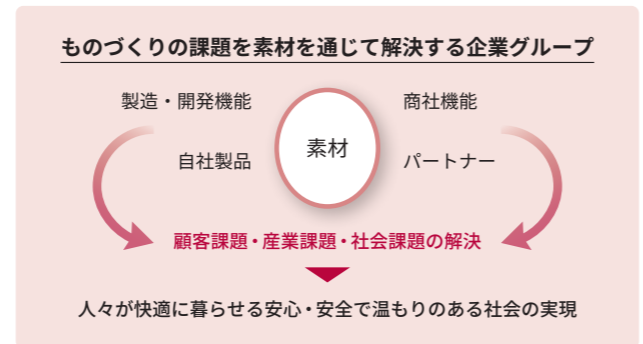 ものづくりの課題を素材を通じて解決する企業グループ
製造・開発機能
商社機能
素材
自社製品
パートナー
顧客課題・産業課題・社会課題の解決
人々が快適に暮らせる安心・安全で温もりのある社会の実現